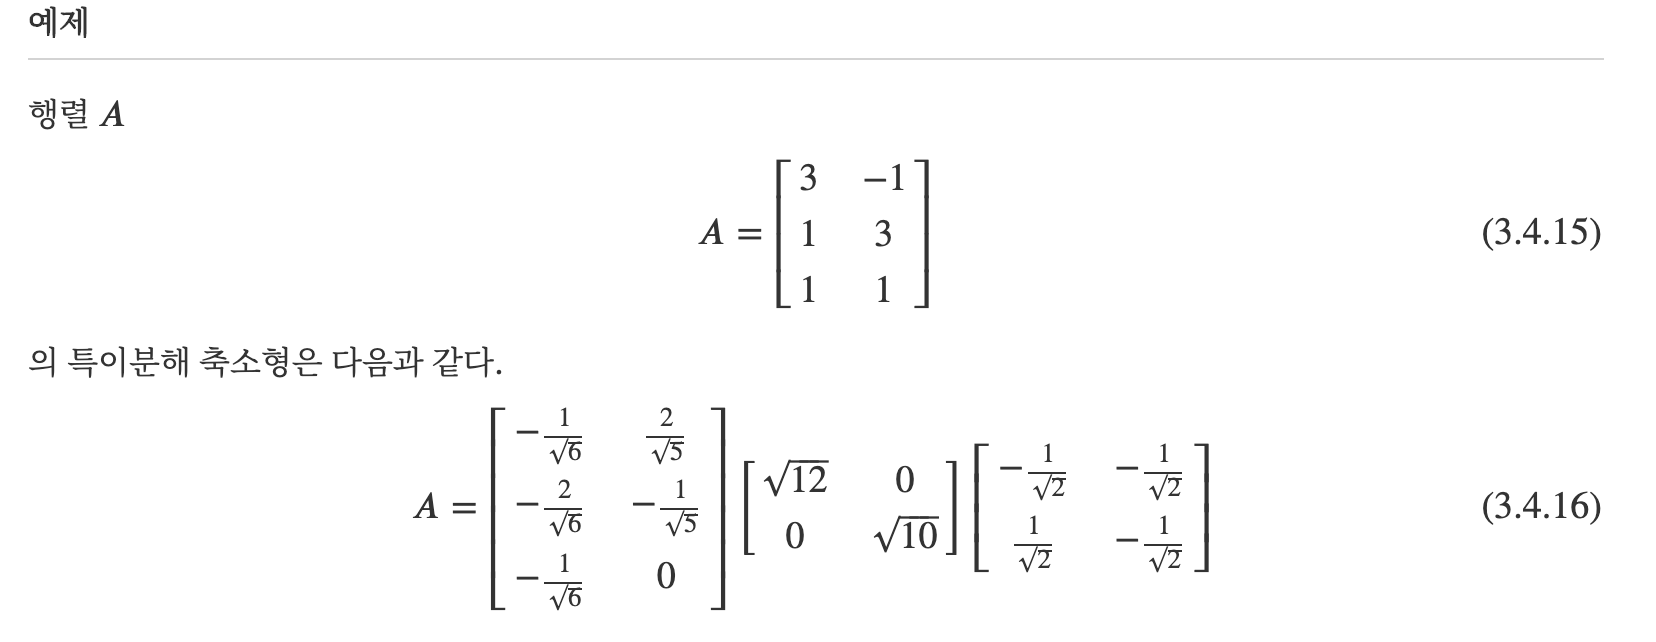 예제
행렬 A
A = [ 3 −1 ; 1 3 ; 1 1 ] (3.4.15)
의 특이분해 축소형은 다음과 같다.
A = [ −1/√6 2/√5 ; −2/√6 −1/√5 ; −1/√6 0 ] [ √12 0 ; 0 √10 ] [ −1/√2 −1/√2 ; 1/√2 −1/√2 ] (3.4.16)